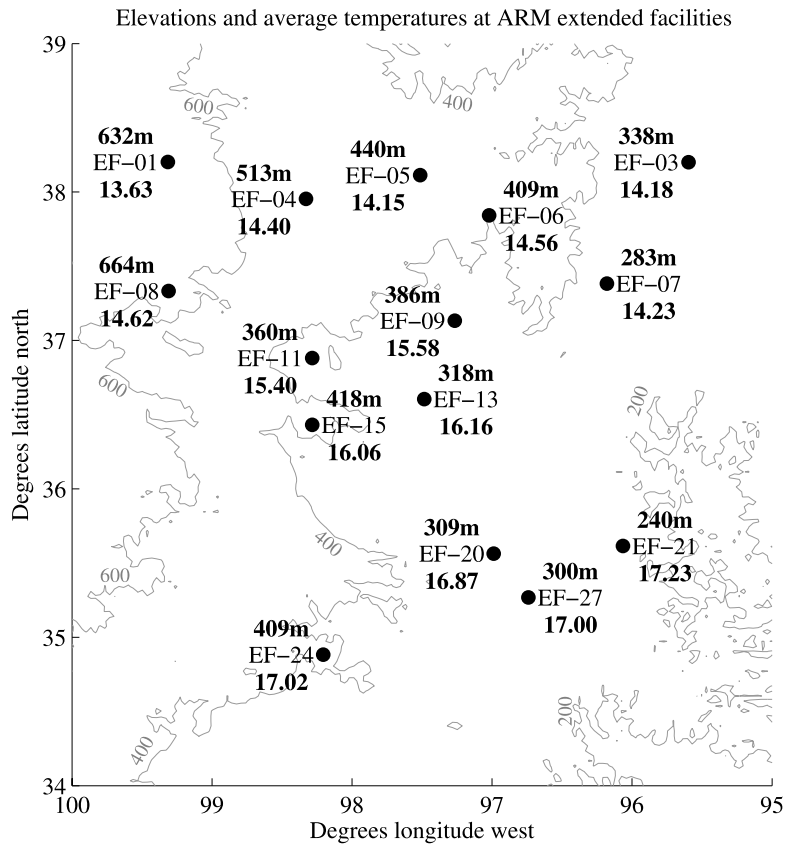 Elevations and average temperatures at ARM extended facilities
39
600
400
632m
EF−01
13.63
440m
EF−05
14.15
338m
EF−03
14.18
513m
EF−04
14.40
409m
EF−06
14.56
38
664m
EF−08
14.62
283m
EF−07
14.23
386m
EF−09
15.58
37
360m
EF−11
15.40
318m
EF−13
16.16
600
418m
EF−15
16.06
200
36
400
309m
EF−20
16.87
240m
EF−21
17.23
600
300m
EF−27
17.00
35
409m
EF−24
17.02
400
200
34
100
99
98
97
96
95
Degrees longitude west
Degrees latitude north